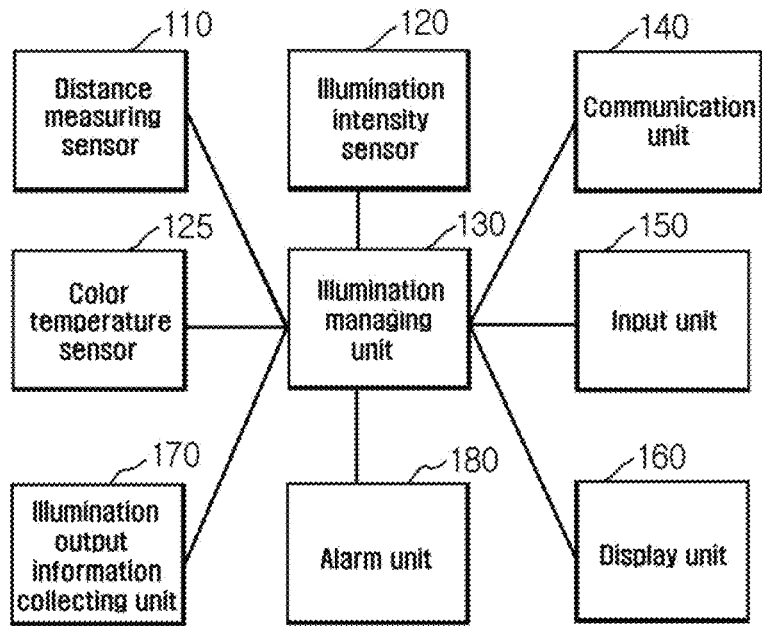 110
Distance
measuring
sensor
120
Illumination
intensity
sensor
140
Communication
unit
125
Color
temperature
sensor
130
Illumination
managing
unit
150
Input unit
170
Illumination
output
information
collecting unit
180
Alarm unit
160
Display unit